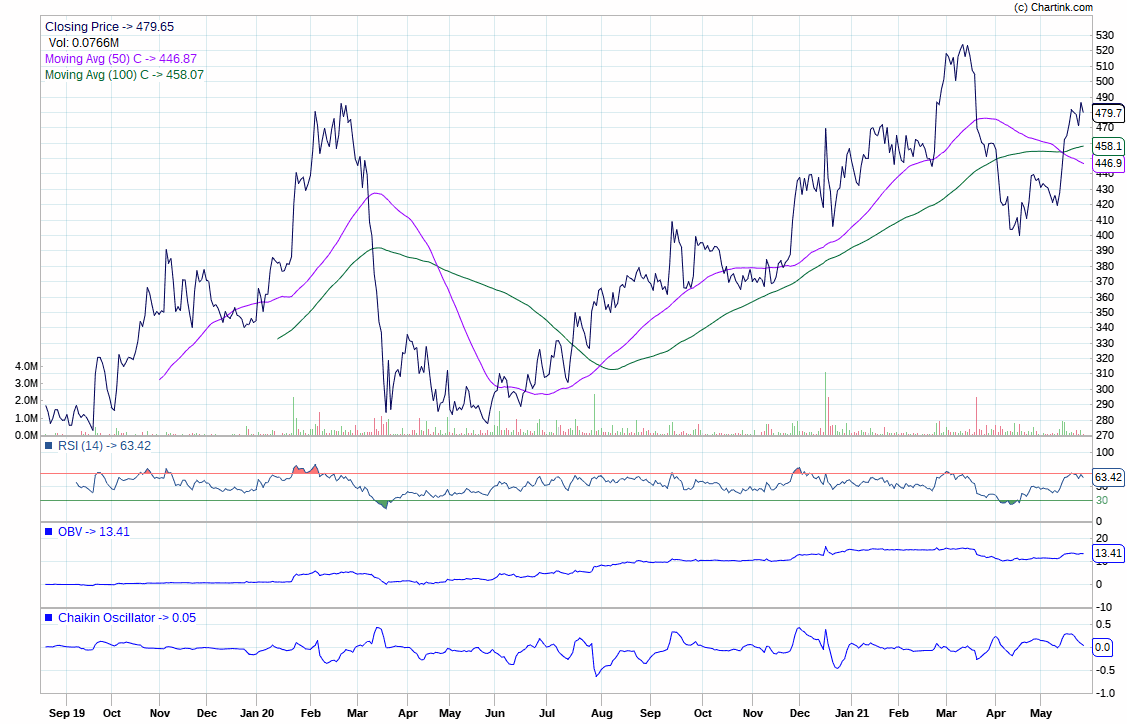 (c) Chartink.com
Closing Price -> 479.65
Vol: 0.0766M
Moving Avg (50) C -> 446.87
Moving Avg (100) C -> 458.07
530
520
510
500
490
479.7
470
458.1
446.9
440
430
420
410
400
390
380
370
360
350
340
330
320
310
300
290
280
270
4.0M
3.0M
2.0M
1.0M
0.0M
RSI (14) -> 63.42
100
63.42
50
30
0
OBV -> 13.41
20
13.41
10
0
-10
Chaikin Oscillator -> 0.05
0.5
0.0
-0.5
-1.0
Sep 19 Oct Nov Dec Jan 20 Feb Mar Apr May Jun Jul Aug Sep Oct Nov Dec Jan 21 Feb Mar Apr May